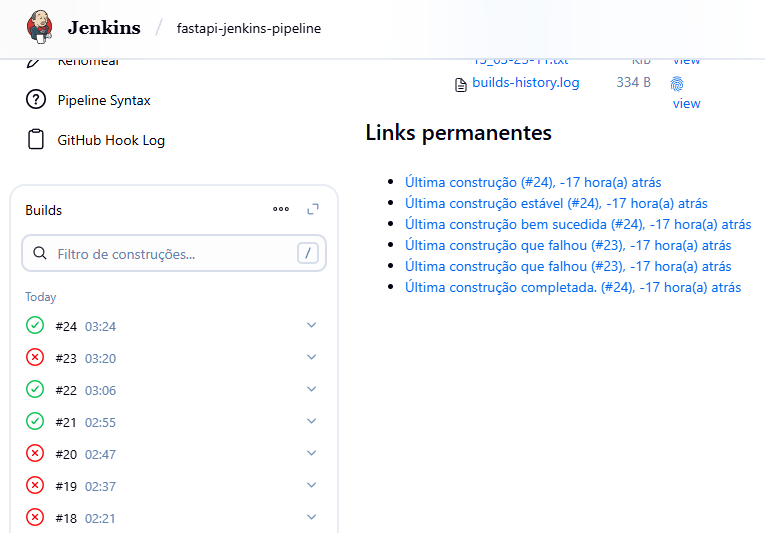 Jenkins / fastapi-jenkins-pipeline
Renomear
Pipeline Syntax
GitHub Hook Log
Builds
Filtro de construções... /
Today
#24 03:24
#23 03:20
#22 03:06
#21 02:55
#20 02:47
#19 02:37
#18 02:21
KiB view
builds-history.log 334 B
view
Links permanentes
Última construção (#24), -17 hora(a) atrás
Última construção estável (#24), -17 hora(a) atrás
Última construção bem sucedida (#24), -17 hora(a) atrás
Última construção que falhou (#23), -17 hora(a) atrás
Última construção que falhou (#23), -17 hora(a) atrás
Última construção completada. (#24), -17 hora(a) atrás